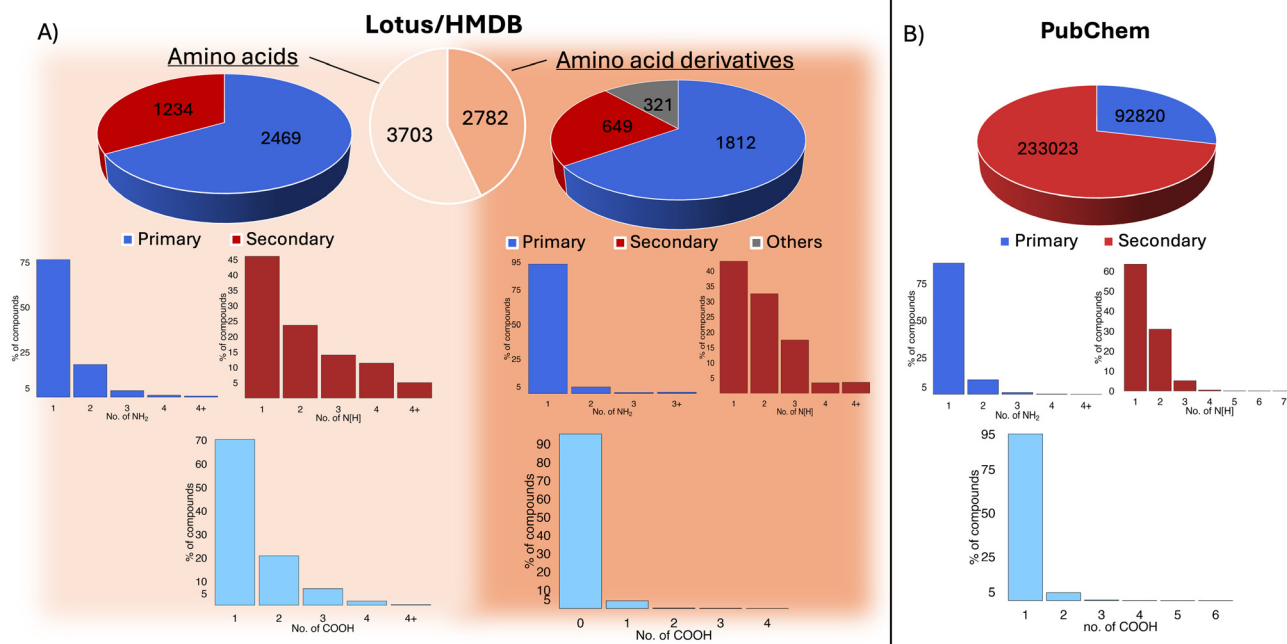 A)
Lotus/HMDB
Amino acids
Amino acid derivatives
1234
2469
3703
2782
321
649
1812
Primary
Secondary
Primary
Secondary
Others
% of compounds
75
50
25
5
1 2 3 4 4+
No. of NH₂
% of compounds
45
40
35
30
25
20
15
10
5
1 2 3 4 4+
No. of N[H]
% of compounds
95
75
50
25
5
1 2 3 3+
No. of NH₂
% of compounds
40
35
30
25
20
15
10
5
1 2 3 4 4+
No. of N[H]
% of compounds
70
60
50
40
30
20
10
5
1 2 3 4 4+
No. of COOH
% of compounds
90
80
70
60
50
40
30
20
10
5
0 1 2 3 4
No. of COOH
B)
PubChem
92820
233023
Primary
Secondary
% of compounds
75
50
25
5
1 2 3 4 4+
No. of NH₂
% of compounds
60
50
40
30
20
10
0
1 2 3 4 5 6 7
No. of N[H]
% of compounds
95
75
50
25
5
1 2 3 4 5 6
no. of COOH